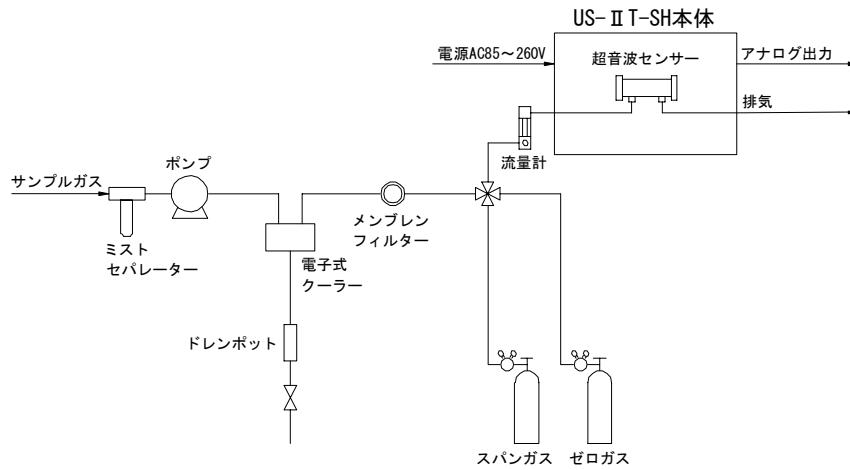 US-ⅡT-SH本体
電源AC85～260V
超音波センサー
アナログ出力
排気
流量計
ポンプ
サンプルガス
メンブレン
フィルター
ミスト
セパレーター
電子式
クーラー
ドレンポット
スパンガス
ゼロガス